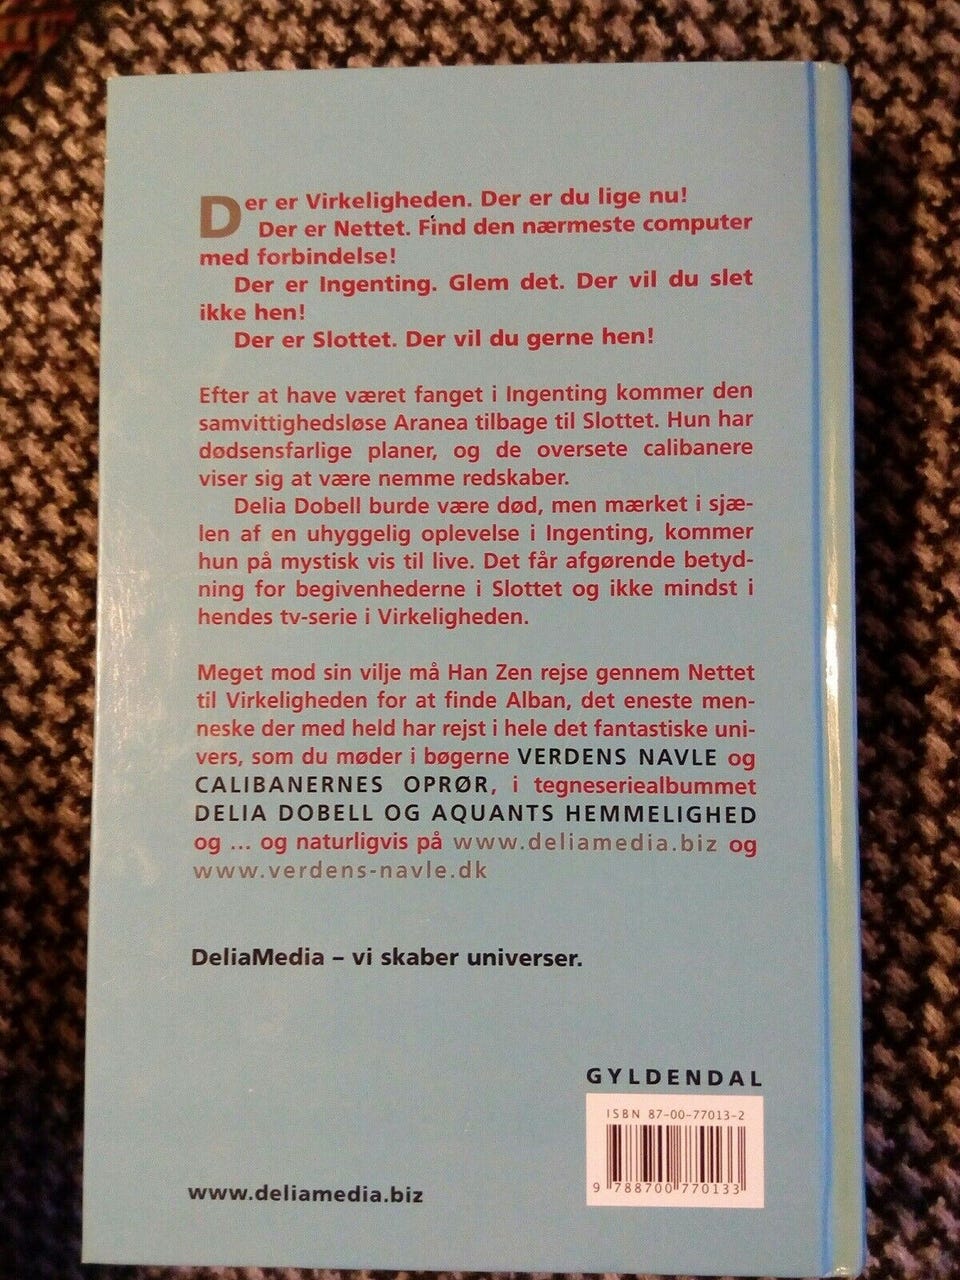 Der er Virkeligheden. Der er du lige nu!
Der er Nettet. Find den nærmeste computer
med forbindelse!
Der er Ingenting. Glem det. Der vil du slet
ikke hen!
Der er Slottet. Der vil du gerne hen!
Efter at have været fanget i Ingenting kommer den
samvittighedsløse Aranea tilbage til Slottet. Hun har
dødsensfarlige planer, og de oversete calibanere
viser sig at være nemme redskaber.
Delia Dobell burde være død, men mærket i sjæ-
len af en uhyggelig oplevelse i Ingenting, kommer
hun på mystisk vis til live. Det får afgørende betyd-
ning for begivenhederne i Slottet og ikke mindst i
hendes tv-serie i Virkeligheden.
Meget mod sin vilje må Han Zen rejse gennem Nettet
til Virkeligheden for at finde Alban, det eneste men-
neske der med held har rejst i hele det fantastiske uni-
vers, som du møder i bøgerne VERDENS NAVLE og
CALIBANERNES OPRØR, i tegneseriealbummet
DELIA DOBELL OG AQUANTS HEMMELIGHED
og ... og naturligvis på www.deliamedia.biz og
www.verdens-navle.dk
DeliaMedia – vi skaber universer.
GYLDENDAL
ISBN 87-00-77013-2
9 788700 770133
www.deliamedia.biz